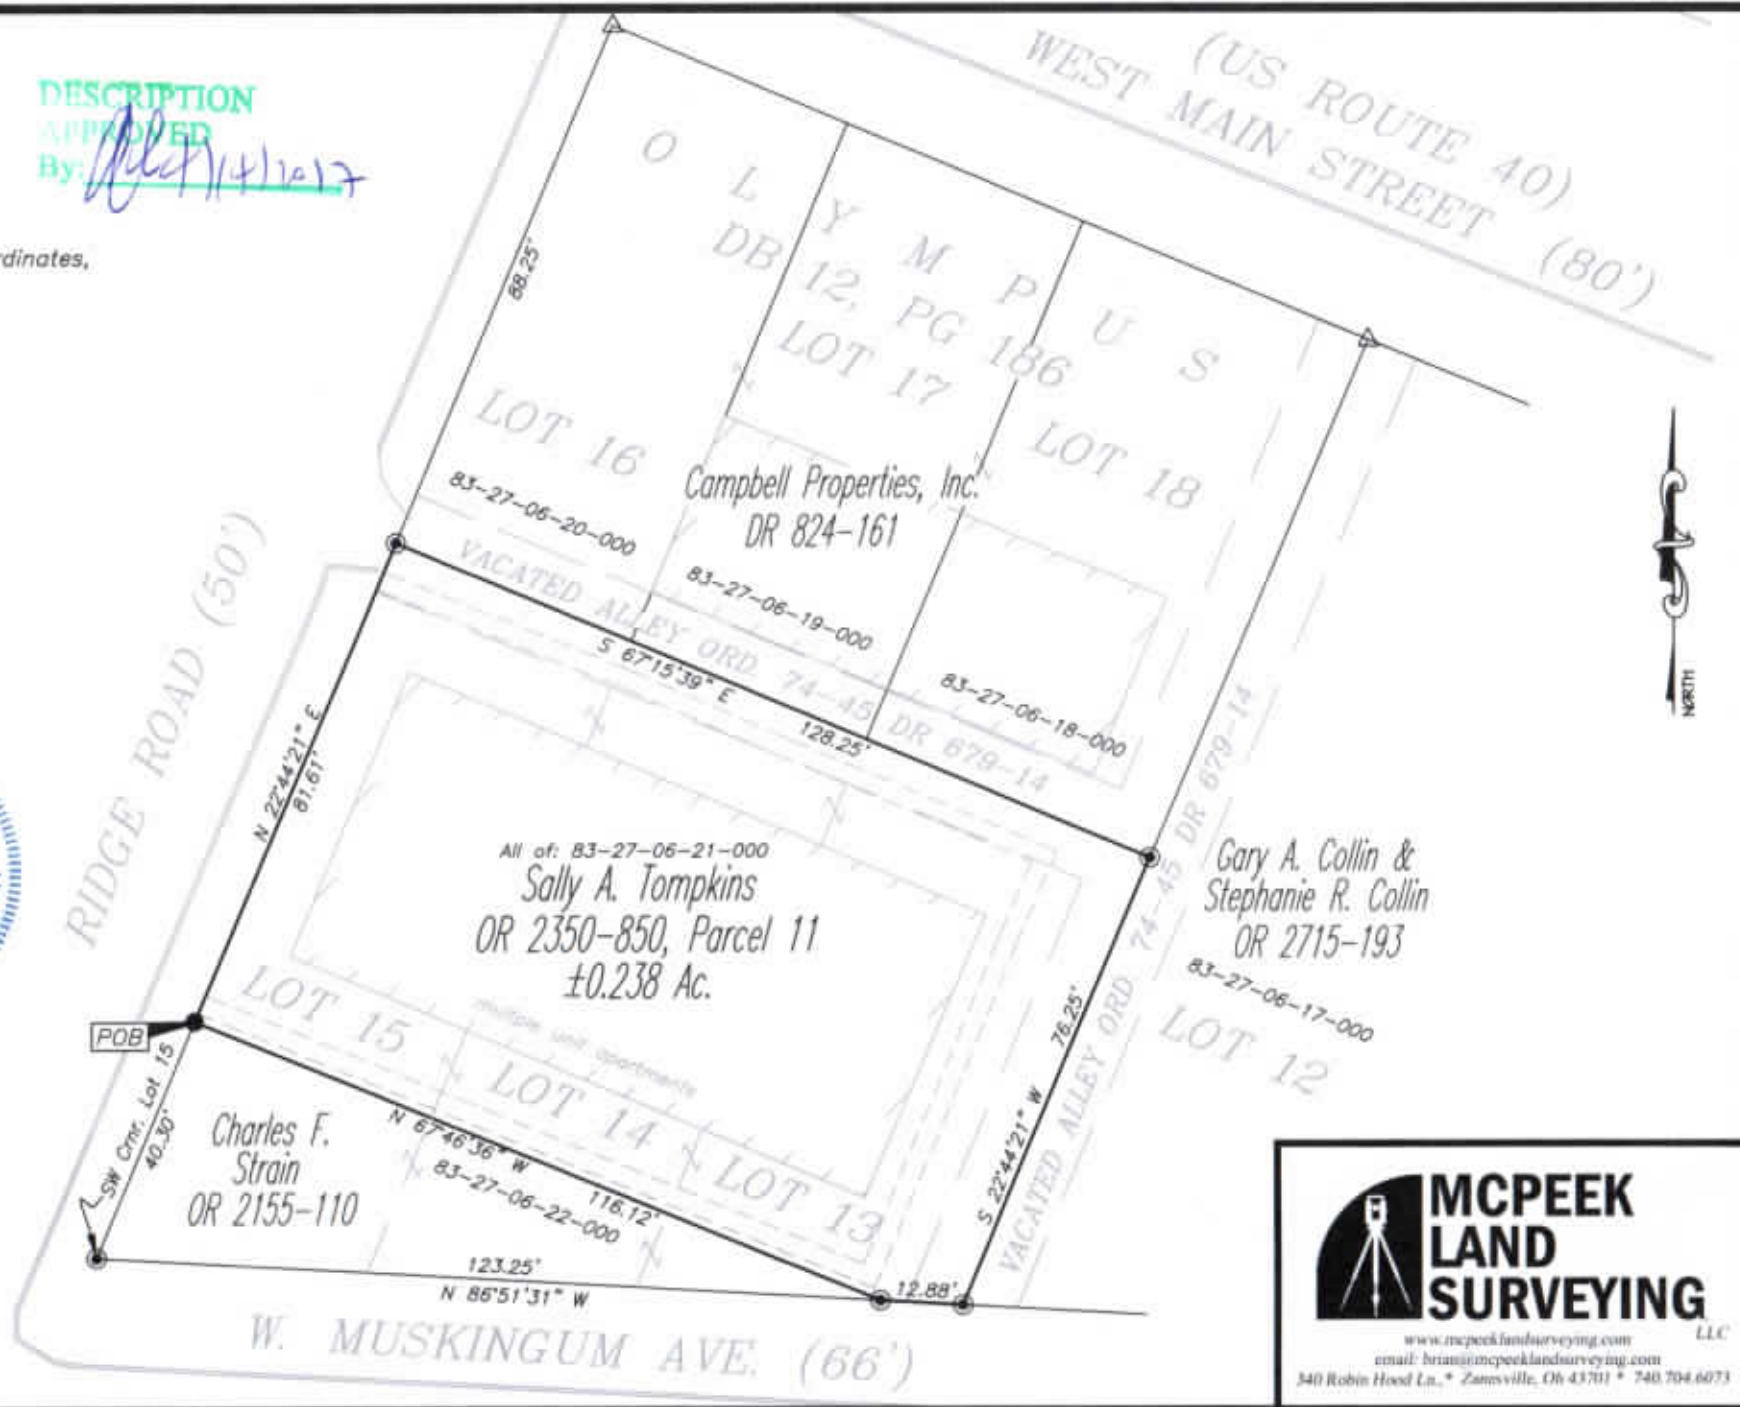 DESCRIPTION
APPROVED
By:
/14/2017
rdinates,
(US ROUTE 40)
WEST MAIN STREET (80')
88.25'
O L Y M P U S
DB 12, PG 186
LOT 17
LOT 16
LOT 18
Campbell Properties, Inc.
DR 824-161
83-27-06-20-000
83-27-06-19-000
83-27-06-18-000
VACATED ALLEY ORD 74-45 DR 679-14
S 67°15'39" E
128.25'
NORTH
RIDGE ROAD (50')
N 22°44'21" E
81.61'
All of: 83-27-06-21-000
Sally A. Tompkins
OR 2350-850, Parcel 11
±0.238 Ac.
multiple unit apartments
LOT 15
LOT 14
LOT 13
Gary A. Collin &
Stephanie R. Collin
OR 2715-193
83-27-06-17-000
LOT 12
76.25'
S 22°44'21" W
VACATED ALLEY ORD 74-45 DR 679-14
POB
SW Crnr. Lot 15
40.30'
Charles F.
Strain
OR 2155-110
N 67°46'36" W
116.12'
83-27-06-22-000
123.25'
N 86°51'31" W
12.88'
W. MUSKINGUM AVE. (66')
MCPEEK
LAND
SURVEYING
LLC
www.mcpeeklandsurveying.com
email: brian@mcpeeklandsurveying.com
340 Robin Hood Ln.,* Zanesville, Oh 43701 * 740.704.6073